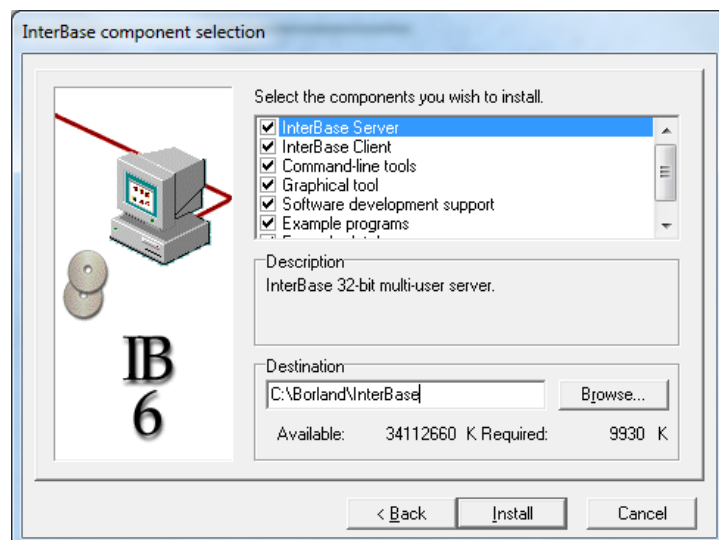 InterBase component selection
Select the components you wish to install.
InterBase Server
InterBase Client
Command-line tools
Graphical tool
Software development support
Example programs
Description
InterBase 32-bit multi-user server.
IB
6
Destination
C:\Borland\InterBase
Browse...
Available: 34112660 K Required: 9930 K
< Back Install Cancel